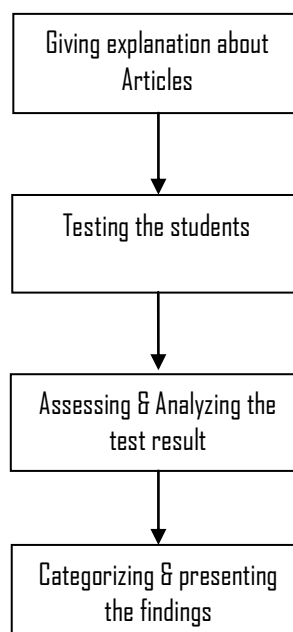 Giving explanation about
Articles
Testing the students
Assessing & Analyzing the
test result
Categorizing & presenting
the findings